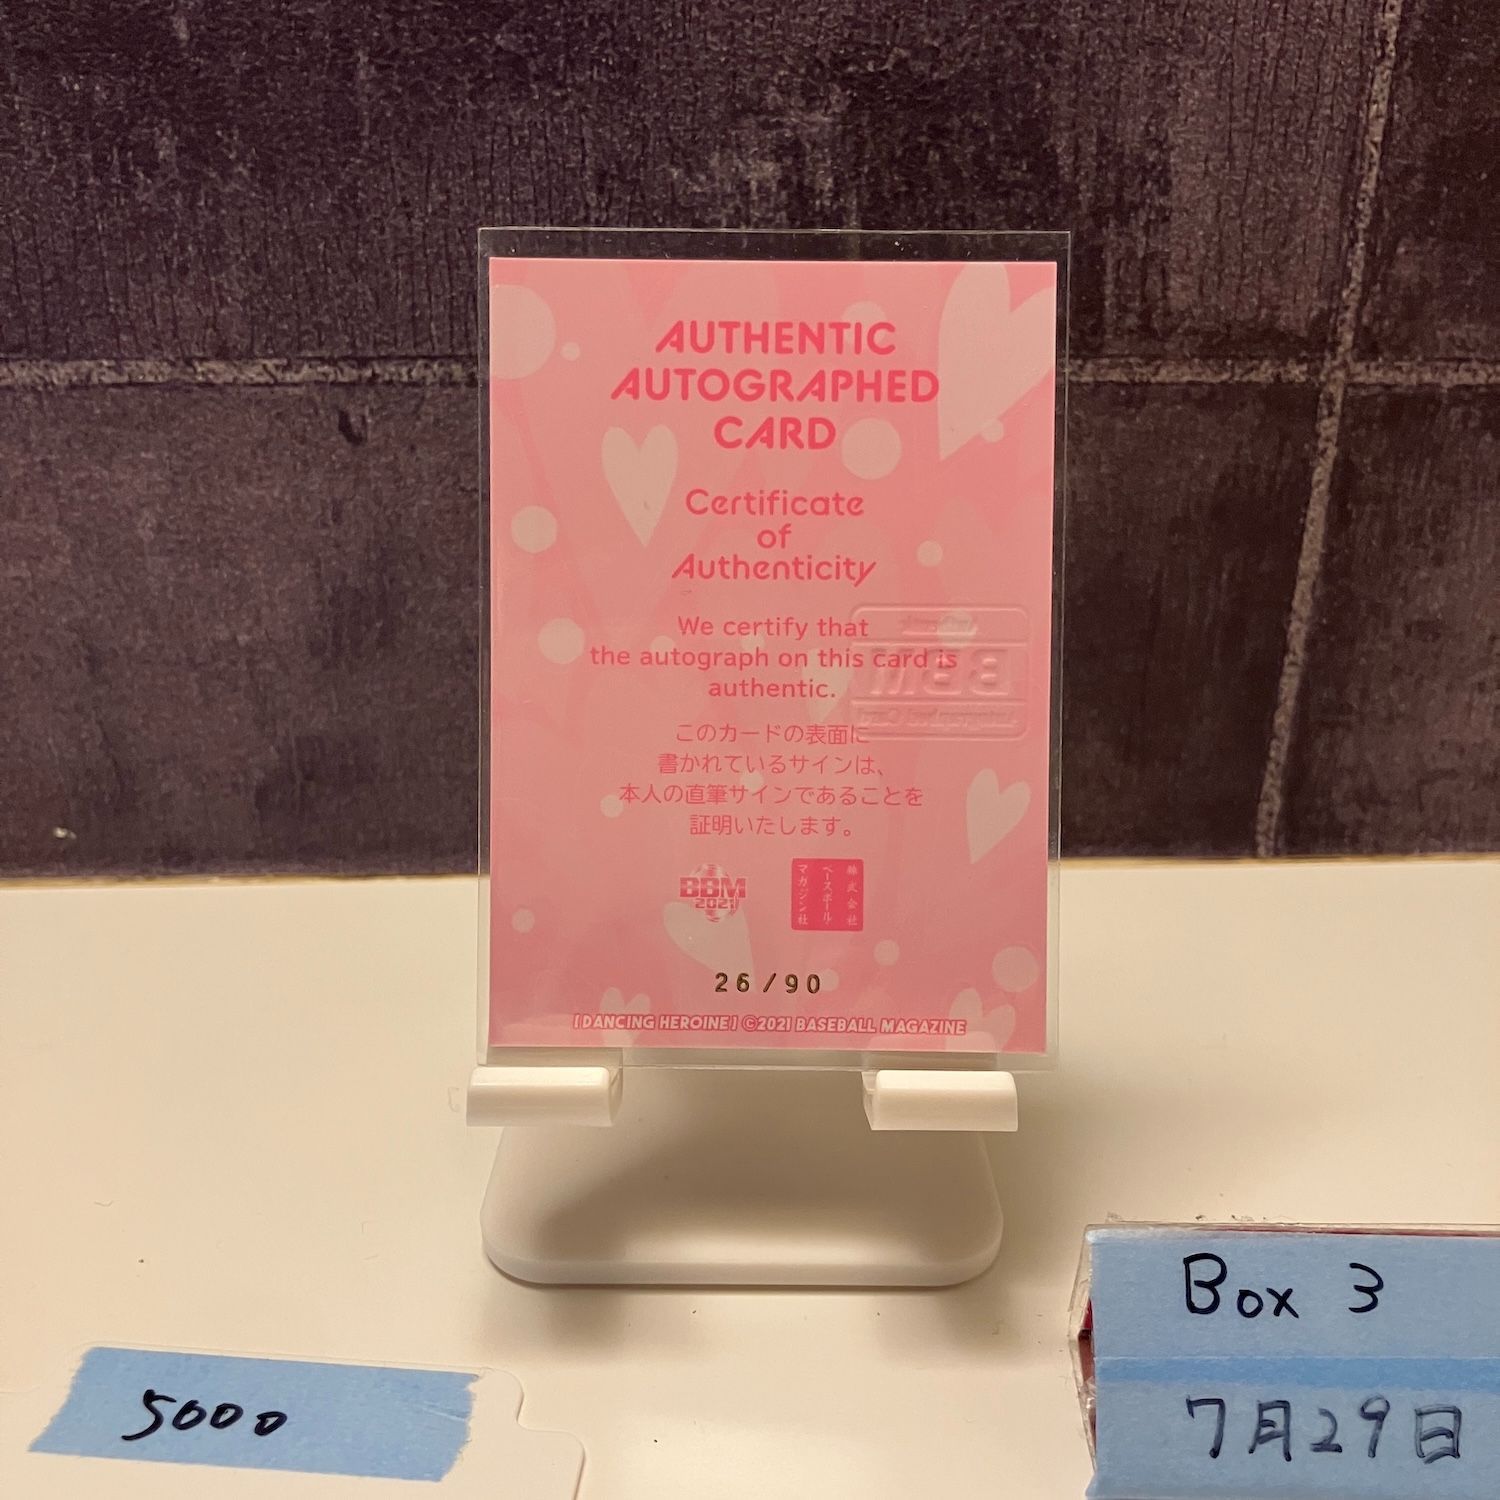 AUTHENTIC
AUTOGRAPHED
CARD
Certificate
of
Authenticity
We certify that
the autograph on this card is
authentic.
このカードの表面に
書かれているサインは、
本人の直筆サインであることを
証明いたします。
BBM
2021
株式会社
ベースボール
マガジン社
26/90
[DANCING HEROINE] ©2021 BASEBALL MAGAZINE
BBM
Box 3
7月29日
5000